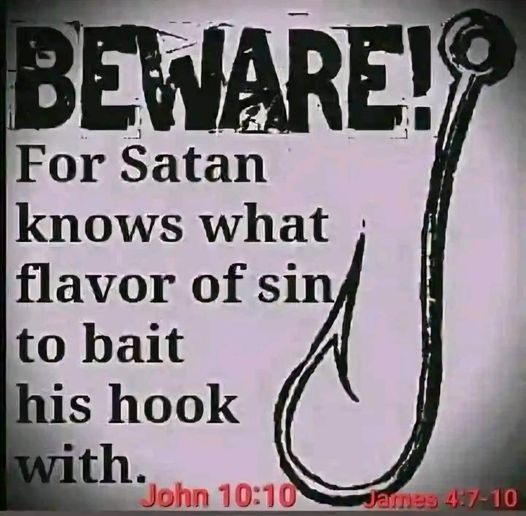 BEWARE!
For Satan
knows what
flavor of sin
to bait
his hook
with.
John 10:10 James 4:7-10